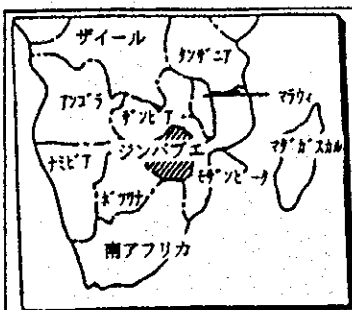 ザイール
タンザニア
アンゴラ
ザンビア
マラウィ
ジンバブエ
マダガスカル
ナミビア
モザンビーク
ボツワナ
南アフリカ